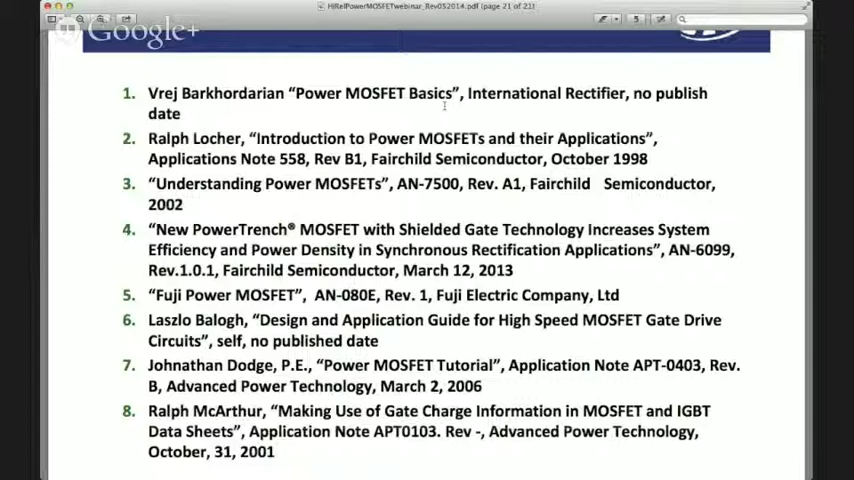 HiRelPowerMOSFETwebinar_Rev052014.pdf (page 21 of 21)
Google+
1. Vrej Barkhordarian “Power MOSFET Basics”, International Rectifier, no publish
date
2. Ralph Locher, “Introduction to Power MOSFETs and their Applications”,
Applications Note 558, Rev B1, Fairchild Semiconductor, October 1998
3. “Understanding Power MOSFETs”, AN-7500, Rev. A1, Fairchild Semiconductor,
2002
4. “New PowerTrench® MOSFET with Shielded Gate Technology Increases System
Efficiency and Power Density in Synchronous Rectification Applications”, AN-6099,
Rev.1.0.1, Fairchild Semiconductor, March 12, 2013
5. “Fuji Power MOSFET”, AN-080E, Rev. 1, Fuji Electric Company, Ltd
6. Laszlo Balogh, “Design and Application Guide for High Speed MOSFET Gate Drive
Circuits”, self, no published date
7. Johnathan Dodge, P.E., “Power MOSFET Tutorial”, Application Note APT-0403, Rev.
B, Advanced Power Technology, March 2, 2006
8. Ralph McArthur, “Making Use of Gate Charge Information in MOSFET and IGBT
Data Sheets”, Application Note APT0103. Rev -, Advanced Power Technology,
October, 31, 2001